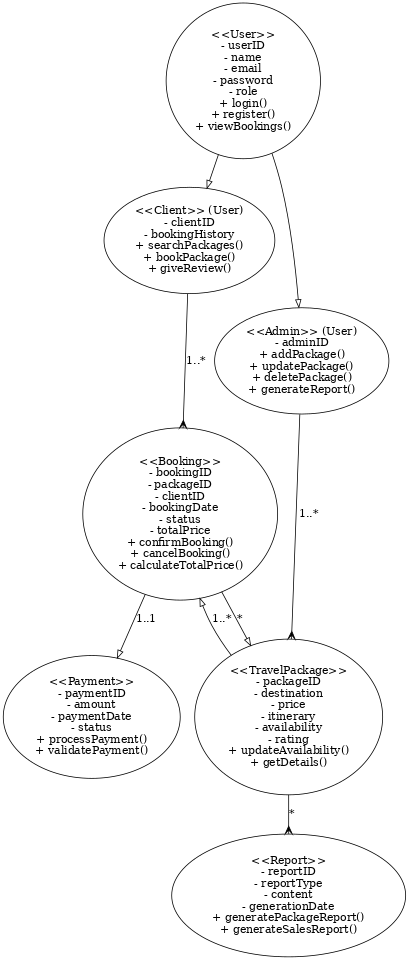 <<User>>
- userID
- name
- email
- password
- role
+ login()
+ register()
+ viewBookings()
<<Client>> (User)
- clientID
- bookingHistory
+ searchPackages()
+ bookPackage()
+ giveReview()
<<Admin>> (User)
- adminID
+ addPackage()
+ updatePackage()
+ deletePackage()
+ generateReport()
1..*
<<Booking>>
- bookingID
- packageID
- clientID
- bookingDate
- status
- totalPrice
+ confirmBooking()
+ cancelBooking()
+ calculateTotalPrice()
1..*
1..1
1..*
*
<<Payment>>
- paymentID
- amount
- paymentDate
- status
+ processPayment()
+ validatePayment()
<<TravelPackage>>
- packageID
- destination
- price
- itinerary
- availability
- rating
+ updateAvailability()
+ getDetails()
*
<<Report>>
- reportID
- reportType
- content
- generationDate
+ generatePackageReport()
+ generateSalesReport()